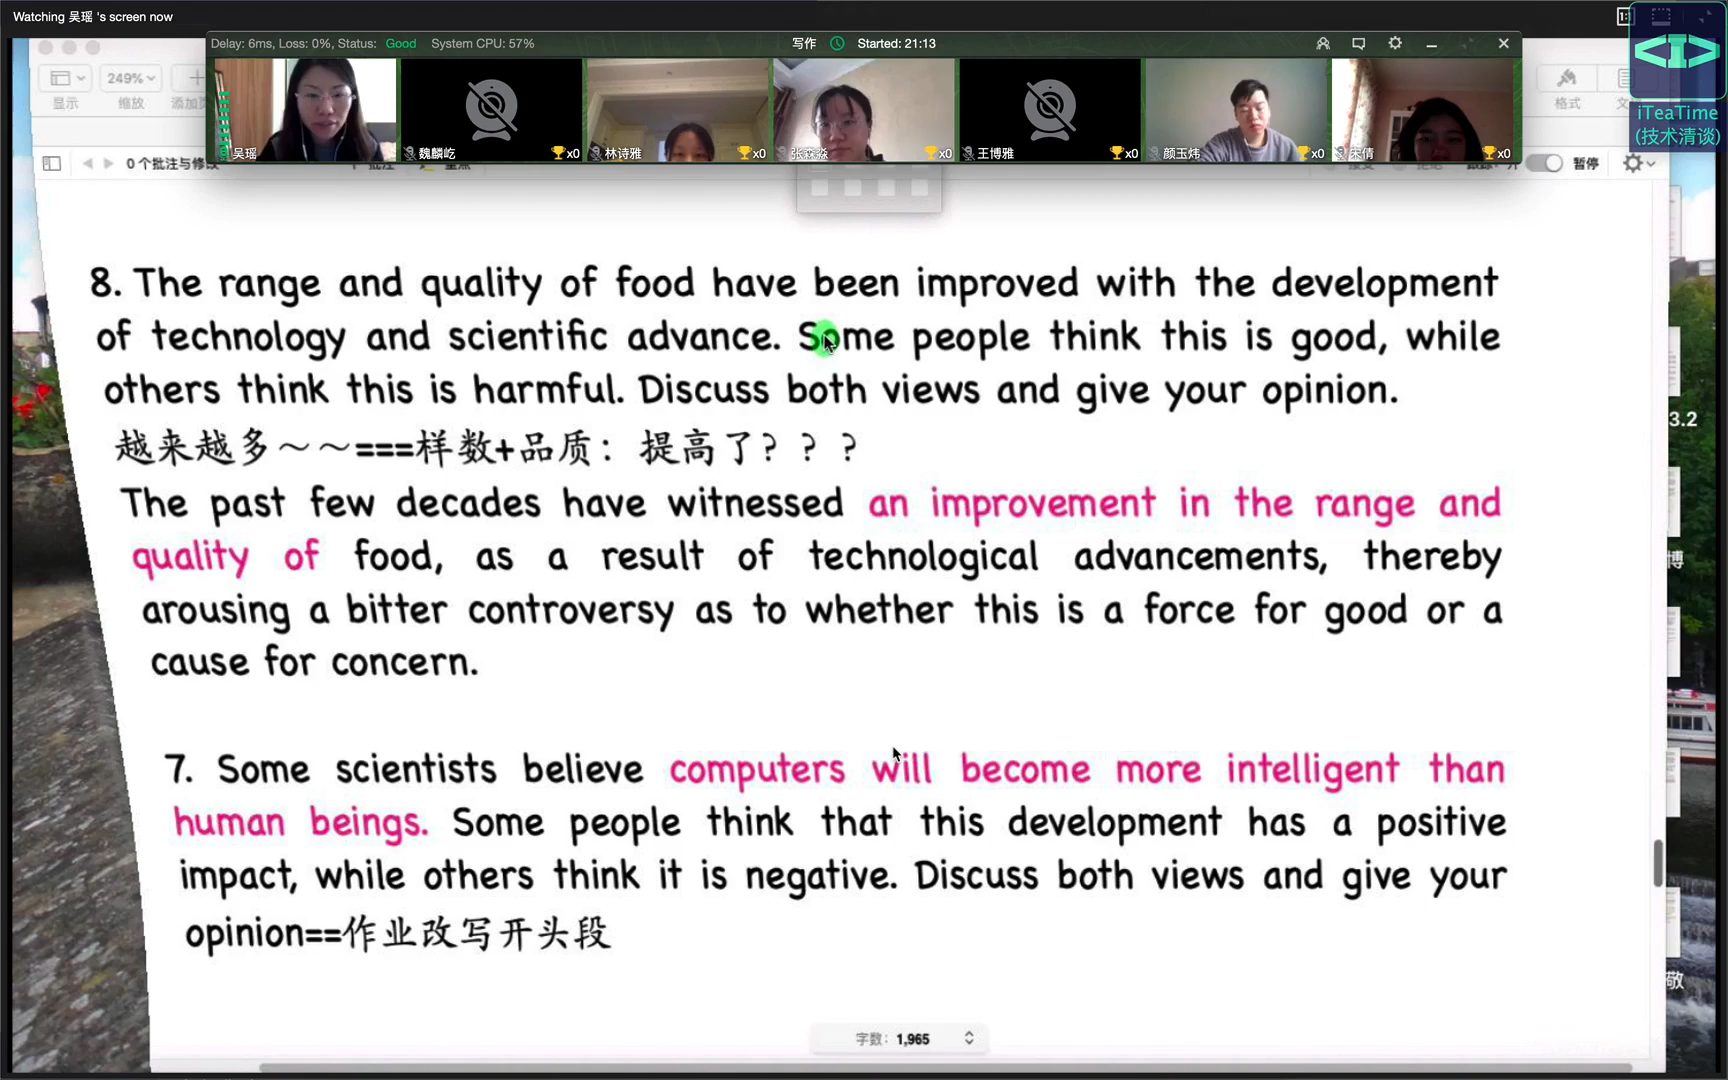 Watching 吴瑶 's screen now
Delay: 6ms, Loss: 0%, Status: Good System CPU: 57%
写作 Started: 21:13
吴瑶
魏麟屹 x0
林诗雅 x0
张森淼 x0
王博雅 x0
颜玉炜 x0
宋倩 x0
iTeaTime
(技术清谈)
249%
显示
缩放
格式
0 个批注与修
暂停
8. The range and quality of food have been improved with the development
of technology and scientific advance. Some people think this is good, while
others think this is harmful. Discuss both views and give your opinion.
越来越多～～===样数+品质：提高了？？？
The past few decades have witnessed an improvement in the range and
quality of food, as a result of technological advancements, thereby
arousing a bitter controversy as to whether this is a force for good or a
cause for concern.
7. Some scientists believe computers will become more intelligent than
human beings. Some people think that this development has a positive
impact, while others think it is negative. Discuss both views and give your
opinion==作业改写开头段
3.2
博
敬
字数： 1,965